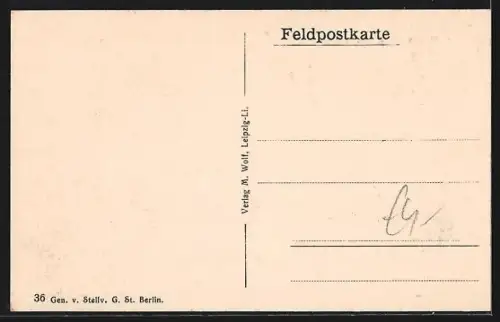 Feldpostkarte
Verlag M. Wolf, Leipzig-Li.
36 Gen. v. Stellv. G. St. Berlin.